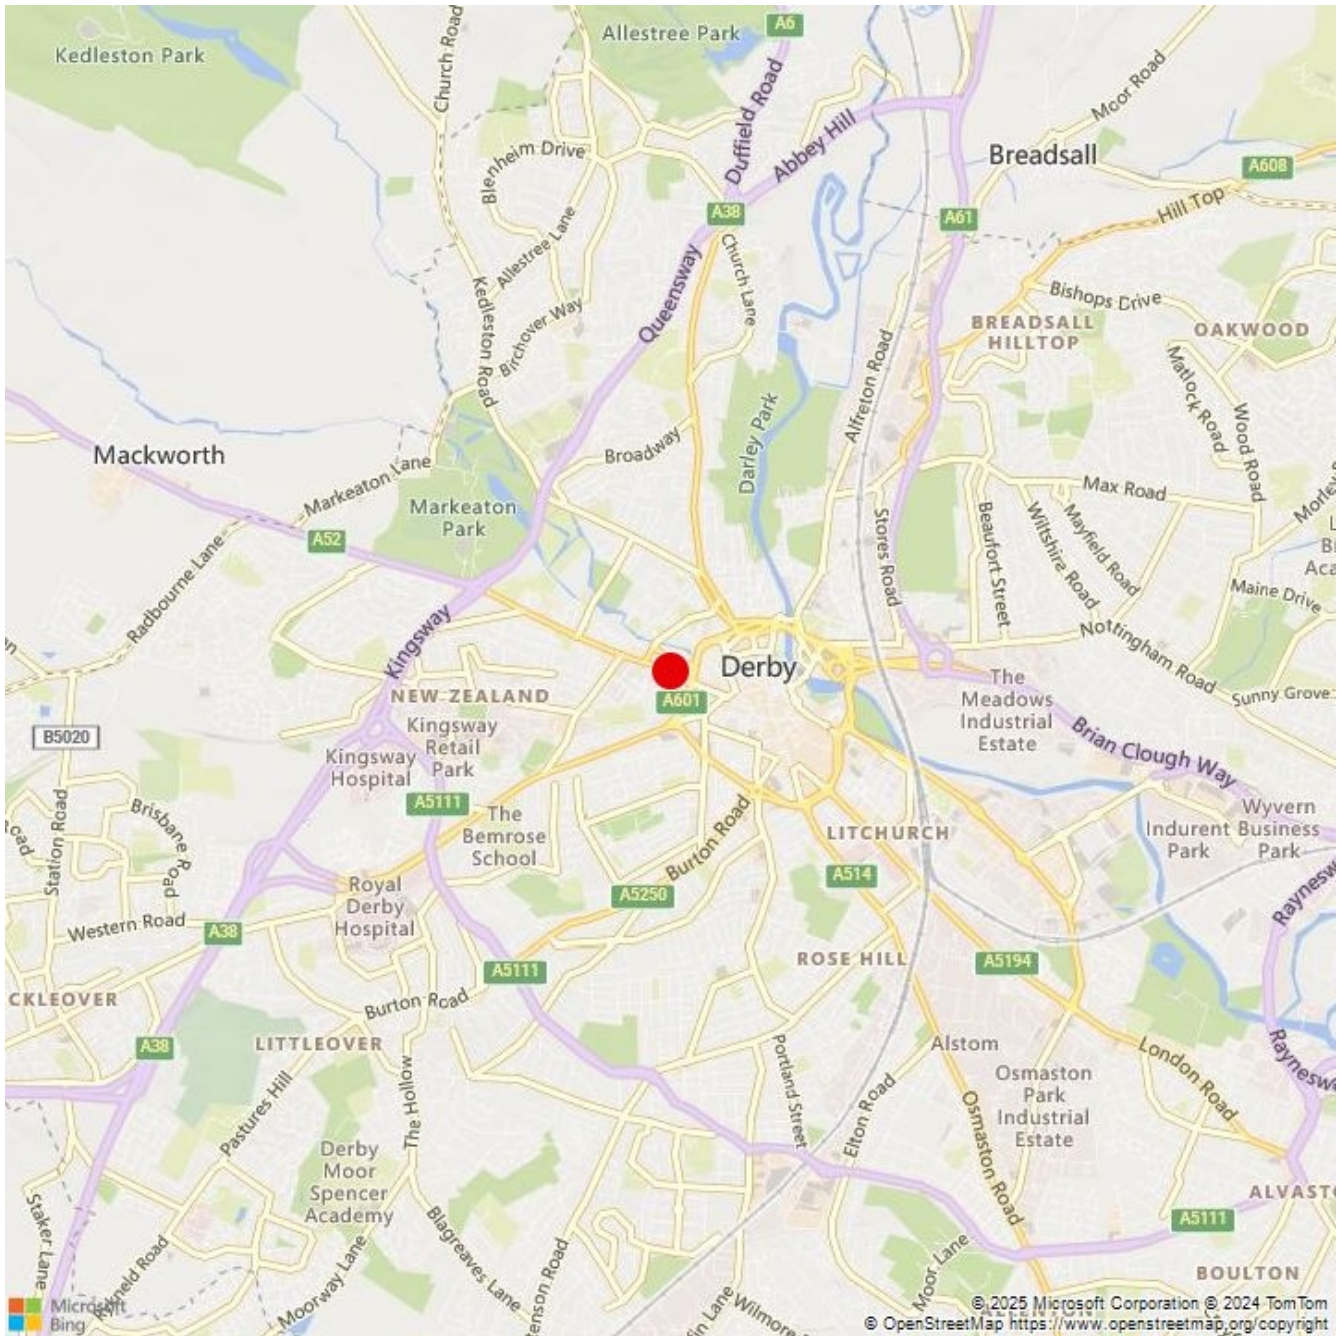 Kedleston Park
Church Road
Allestree Park
A6
Duffield Road
Abbey Hill
Moor Road
Breadsall
A608
Blenheim Drive
Hill Top
A38
A61
Allestree Lane
Church Lane
Queensway
Kedleston Road
Birchover Way
Bishops Drive
BREADSALL
HILLTOP
OAKWOOD
Alfreton Road
Matlock Road
Wood Road
Darley Park
Broadway
Mackworth
Markeaton Lane
Markeaton
Park
Max Road
Stores Road
Beaufort Street
Wiltshire Road
Mayfield Road
A52
Radbourne Lane
Maine Drive
Kingsway
Nottingham Road
Derby
NEW ZEALAND
A601
The
Meadows
Industrial
Estate
Sunny Grove
B5020
Kingsway
Retail
Park
Kingsway
Hospital
Brian Clough Way
A5111
The
Bemrose
School
Station Road
Brisbane Road
Burton Road
LITCHURCH
Wyvern
Business
Park
Indurent
Park
A514
A5250
Royal
Derby
Hospital
Western Road
A38
A5111
ROSE HILL
A5194
CKLEOVER
Burton Road
A38
LITTLEOVER
Alstom
London Road
Osmaston
Park
Industrial
Estate
Pastures Hill
The Hollow
Portland Street
Elton Road
Osmaston Road
Derby
Moor
Spencer
Academy
Staker Lane
Blagreaves Lane
A5111
Moor Lane
Moorway Lane
BOULTON
Microsoft
Bing
© 2025 Microsoft Corporation © 2024 TomTom
© OpenStreetMap https://www.openstreetmap.org/copyright